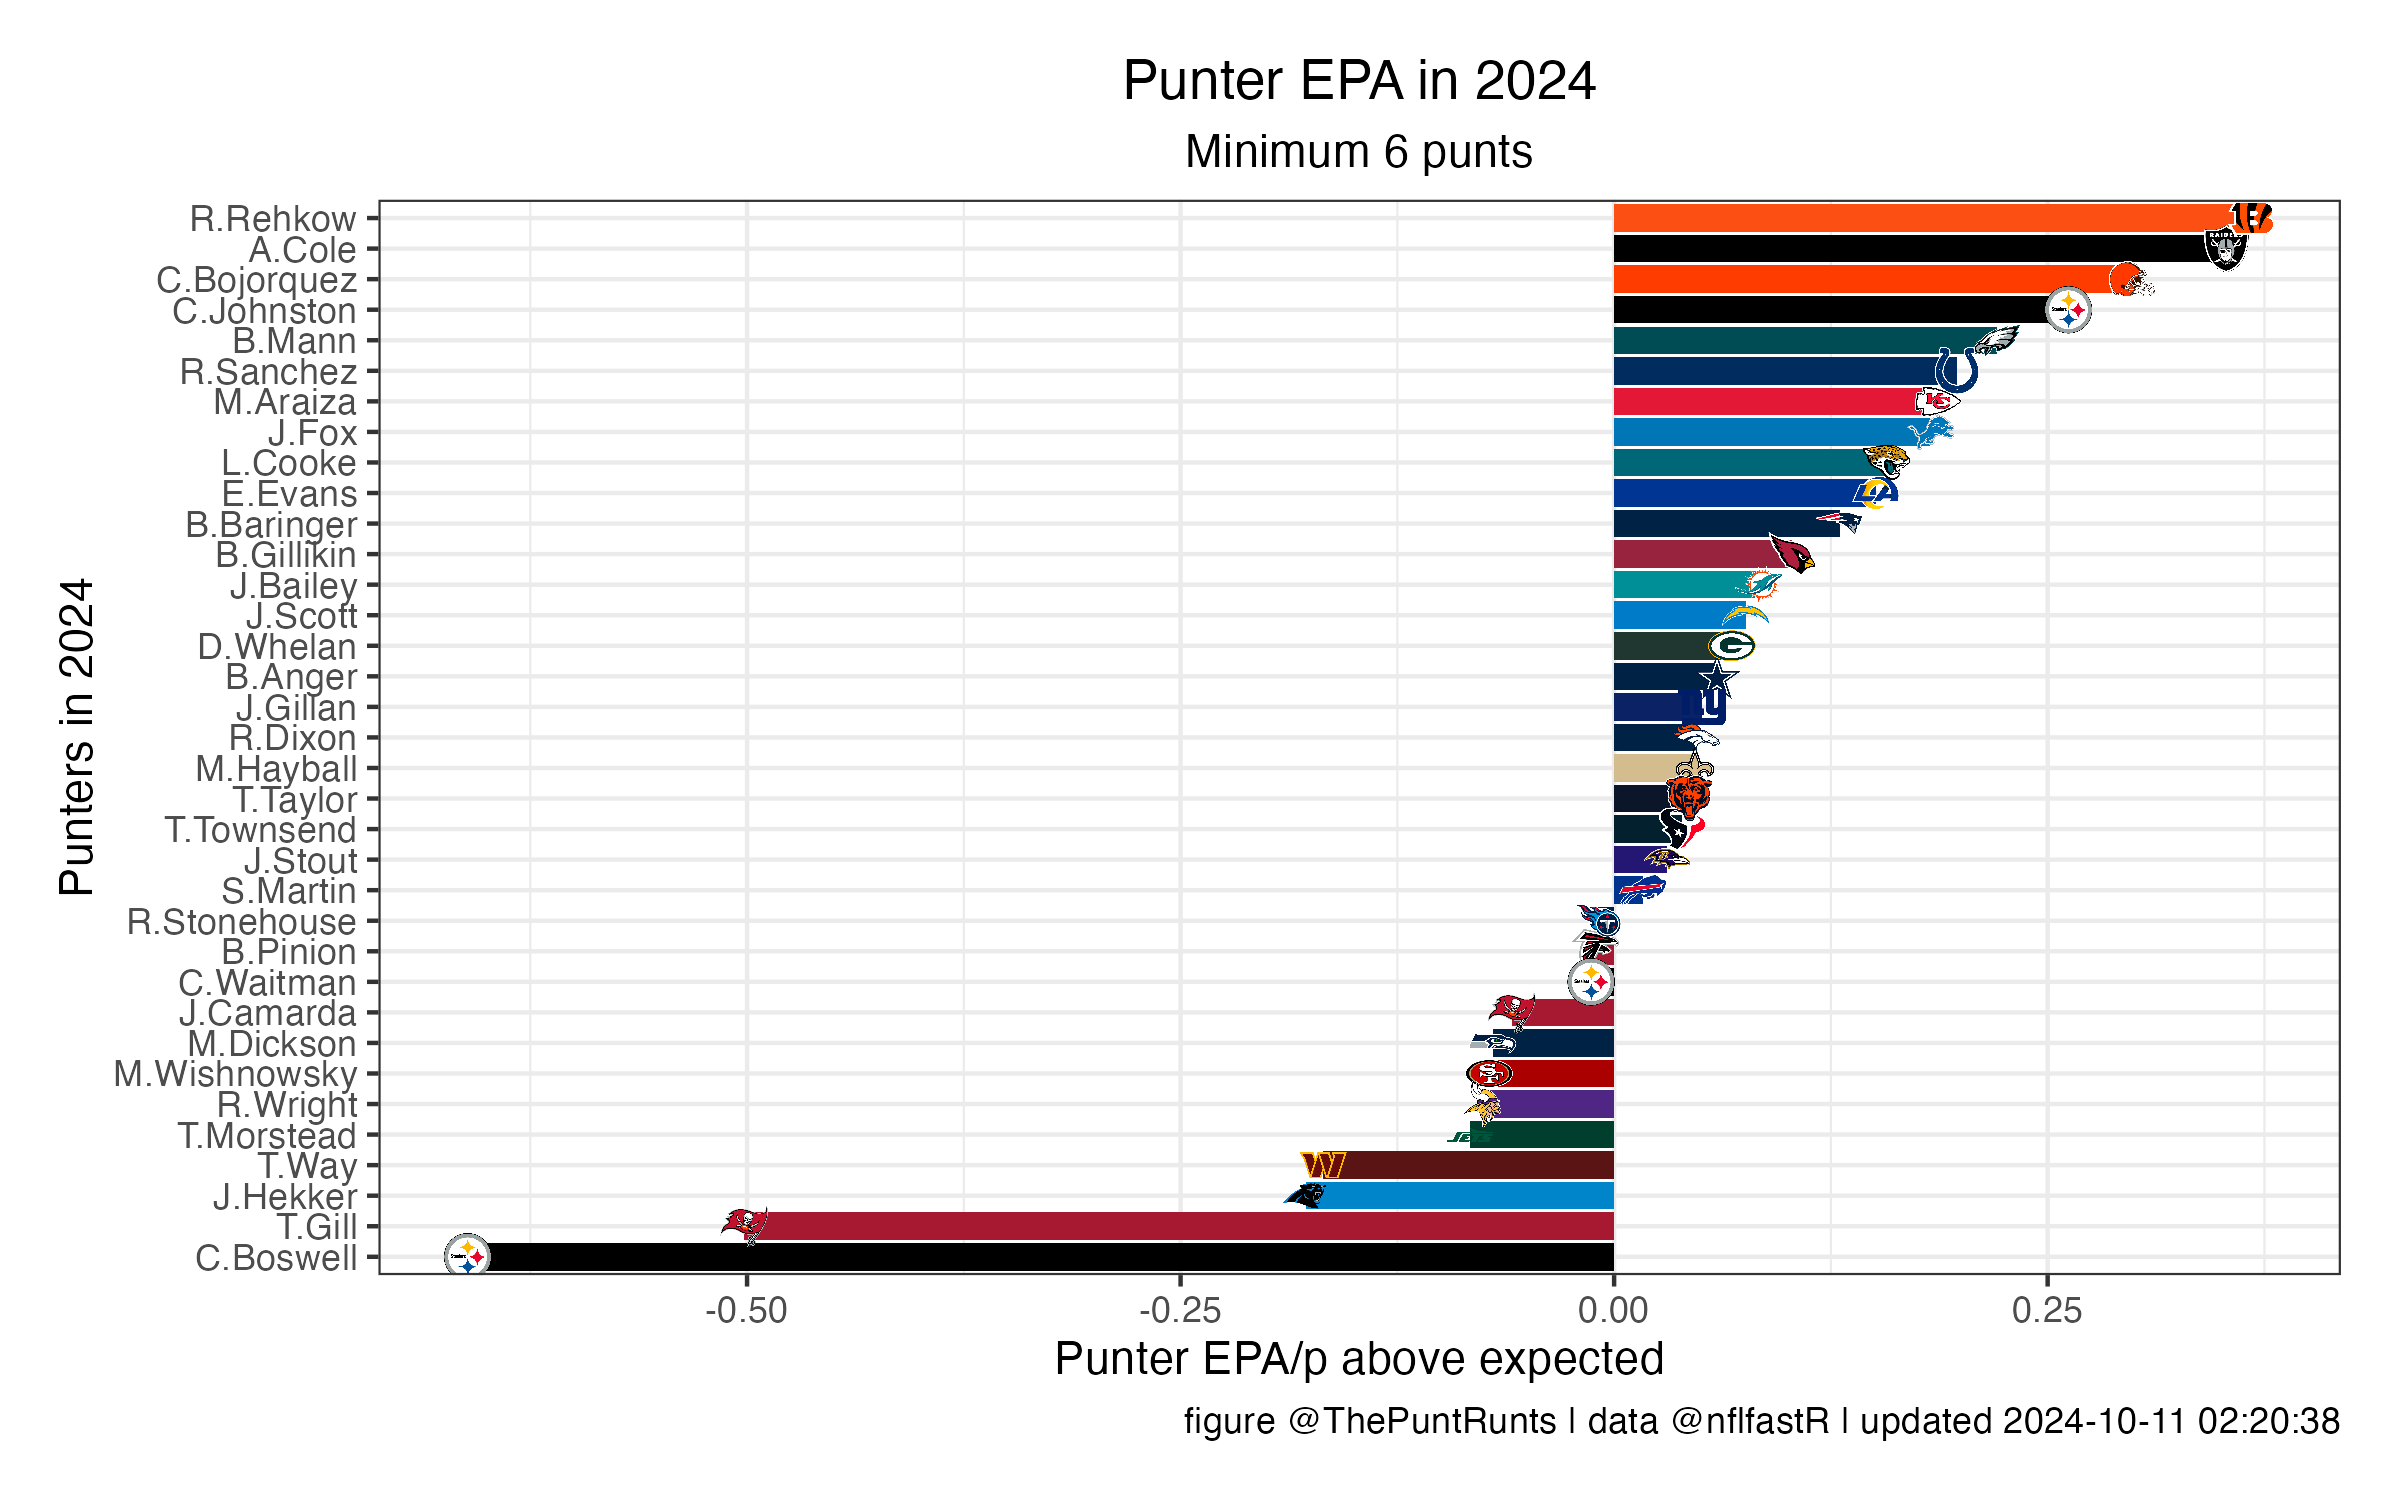 Punter EPA in 2024
Minimum 6 punts
Punters in 2024
R.Rehkow
A.Cole
C.Bojorquez
C.Johnston
B.Mann
R.Sanchez
M.Araiza
J.Fox
L.Cooke
E.Evans
B.Baringer
B.Gillikin
J.Bailey
J.Scott
D.Whelan
B.Anger
J.Gillan
R.Dixon
M.Hayball
T.Taylor
T.Townsend
J.Stout
S.Martin
R.Stonehouse
B.Pinion
C.Waitman
J.Camarda
M.Dickson
M.Wishnowsky
R.Wright
T.Morstead
T.Way
J.Hekker
T.Gill
C.Boswell
-0.50 -0.25 0.00 0.25
Punter EPA/p above expected
figure @ThePuntRunts | data @nflfastR | updated 2024-10-11 02:20:38